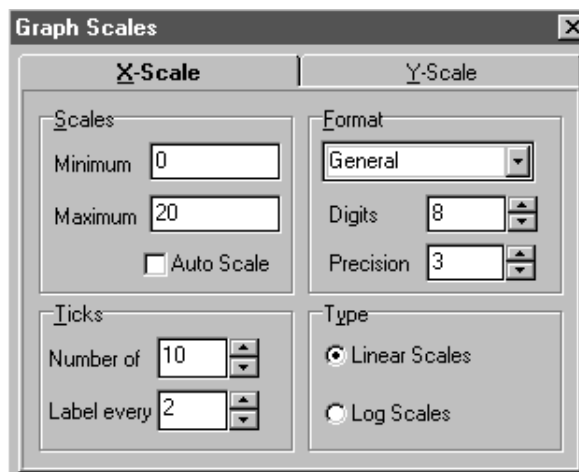 Graph Scales
X-Scale
Y-Scale
Scales
Minimum 0
Maximum 20
Auto Scale
Format
General
Digits 8
Precision 3
Ticks
Number of 10
Label every 2
Type
Linear Scales
Log Scales